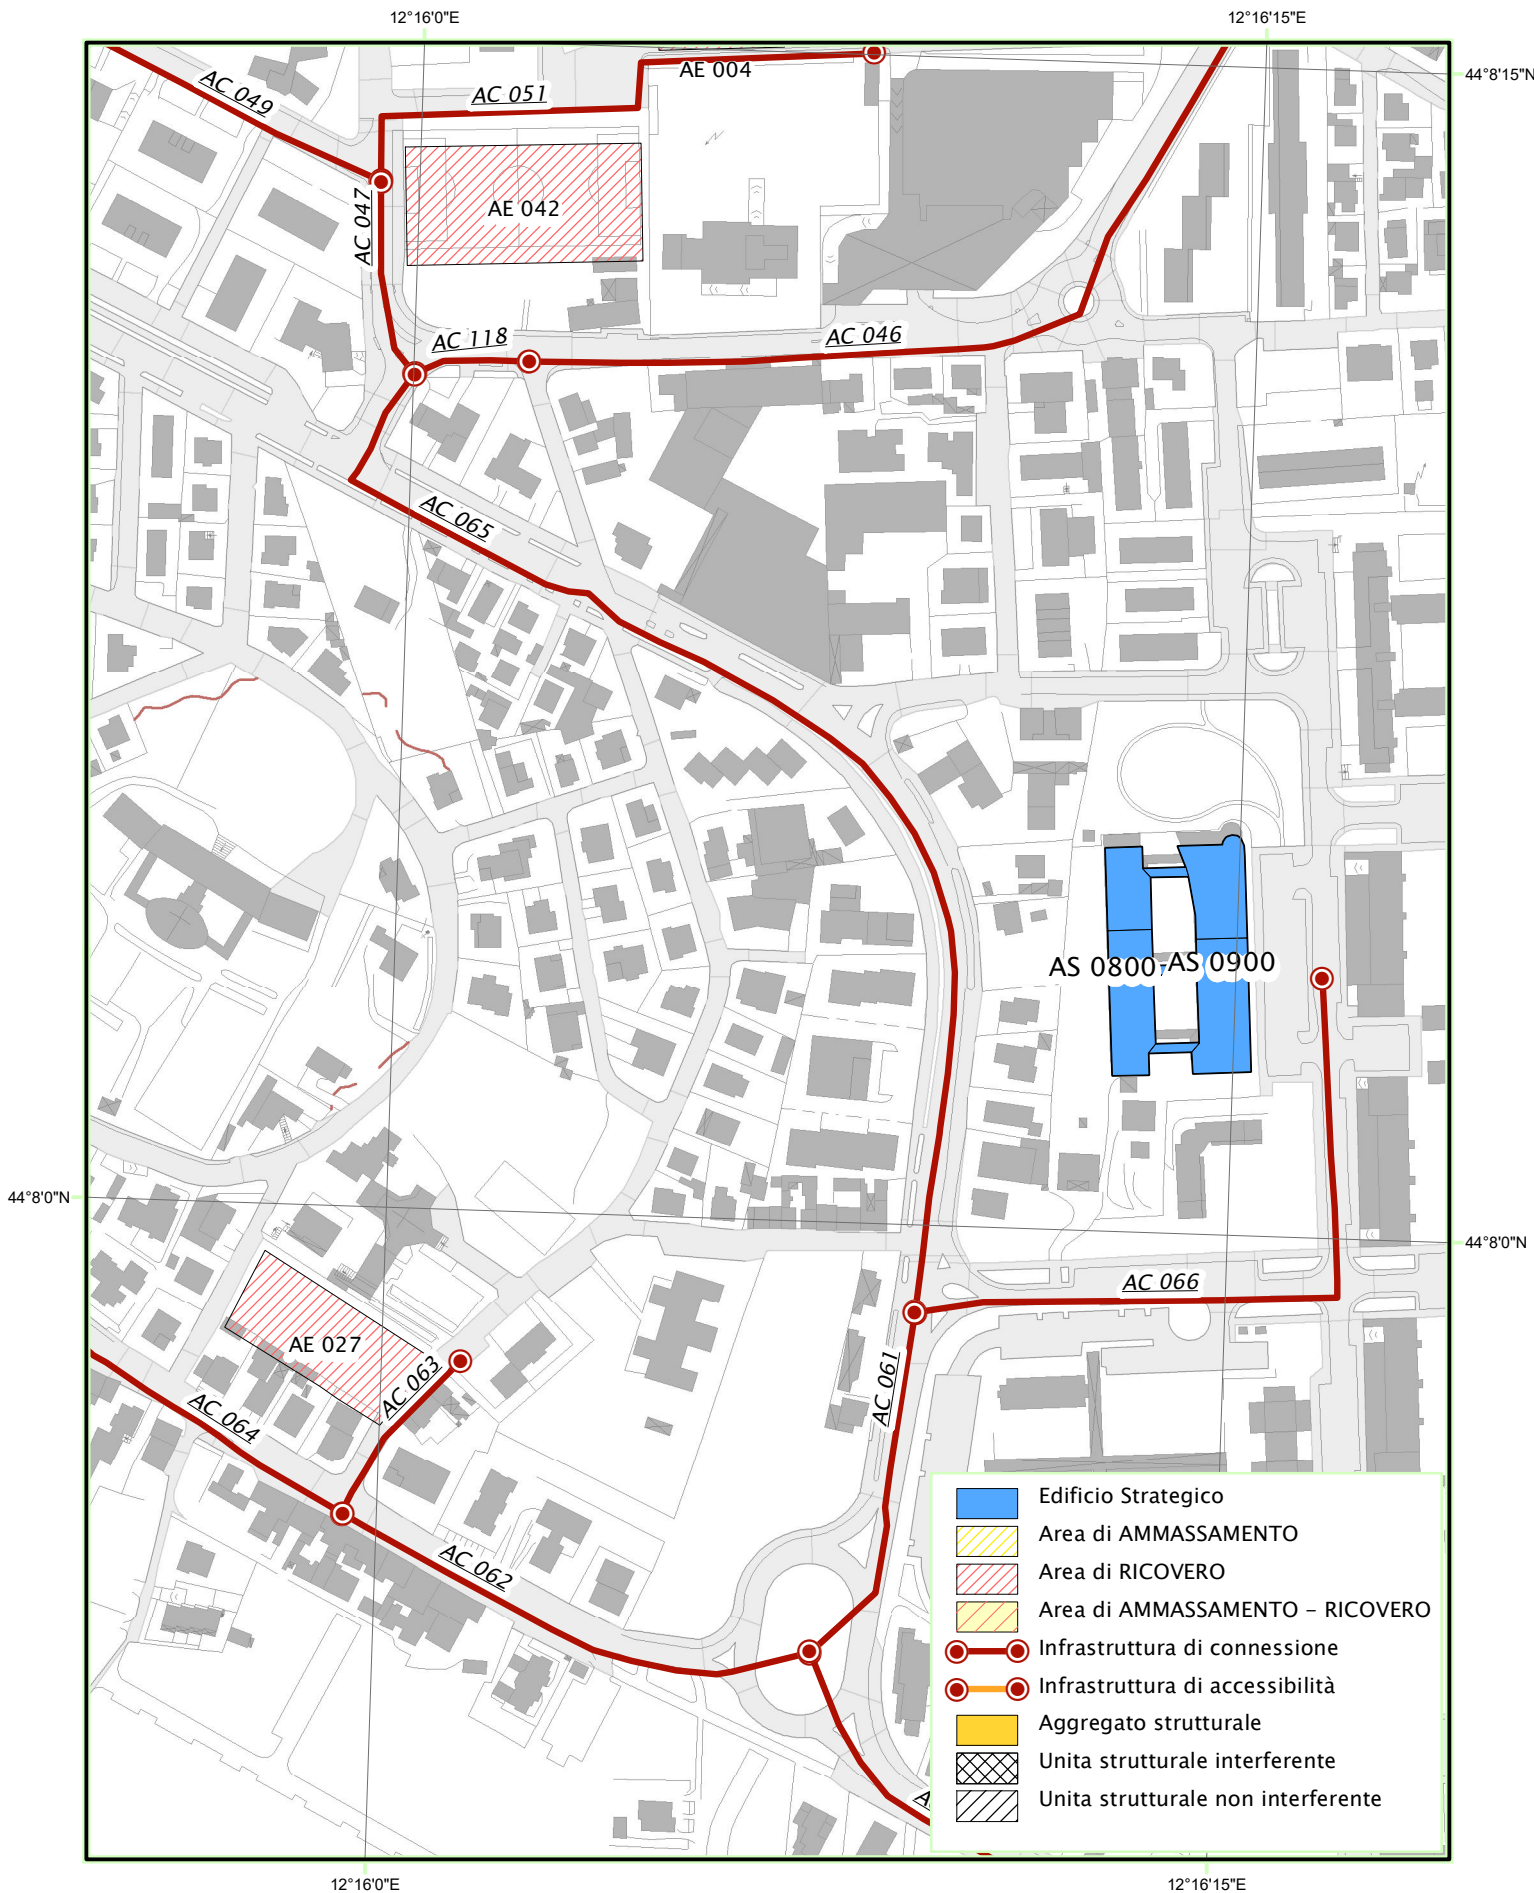 12°16'0"E
12°16'15"E
44°8'15"N
AE 004
AC 049
AC 051
AC 047
AE 042
AC 118
AC 046
AC 065
AS 0800-AS 0900
44°8'0"N
44°8'0"N
AC 066
AE 027
AC 063
AC 061
AC 064
AC 062
Edificio Strategico
Area di AMMASSAMENTO
Area di RICOVERO
Area di AMMASSAMENTO – RICOVERO
Infrastruttura di connessione
Infrastruttura di accessibilità
Aggregato strutturale
Unita strutturale interferente
Unita strutturale non interferente
12°16'0"E
12°16'15"E